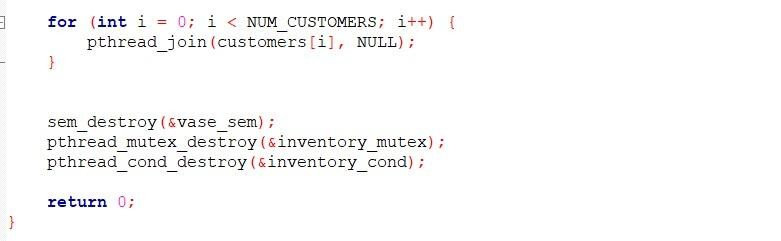 for (int i = 0; i < NUM_CUSTOMERS; i++) {
pthread_join(customers[i], NULL);
}
sem_destroy(&vase_sem);
pthread_mutex_destroy(&inventory_mutex);
pthread_cond_destroy(&inventory_cond);
return 0;
}